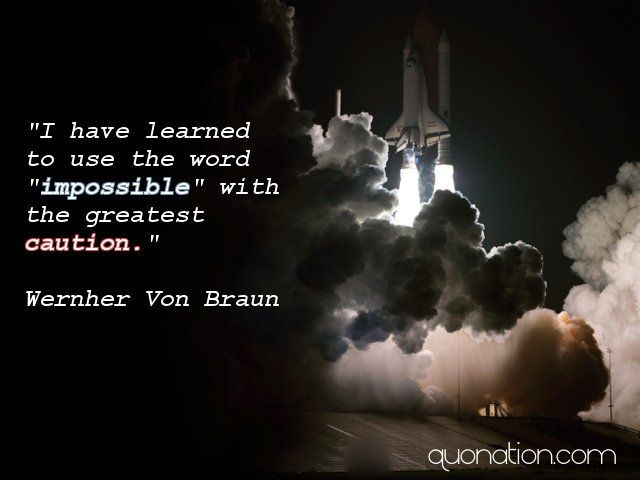 "I have learned
to use the word
"impossible" with
the greatest
caution."
Wernher Von Braun
quonation.com